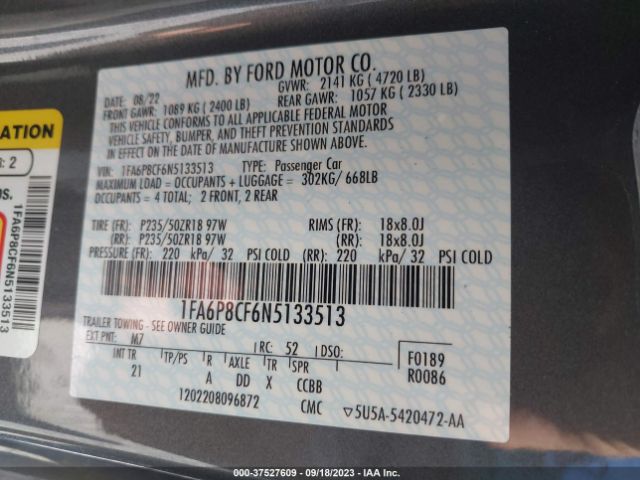 MFD. BY FORD MOTOR CO.
DATE: 08/22 GVWR: 2141 KG ( 4720 LB)
FRONT GAWR: 1089 KG ( 2400 LB) REAR GAWR: 1057 KG ( 2330 LB)
THIS VEHICLE CONFORMS TO ALL APPLICABLE FEDERAL MOTOR
VEHICLE SAFETY, BUMPER, AND THEFT PREVENTION STANDARDS
IN EFFECT ON THE DATE OF MANUFACTURE SHOWN ABOVE.
VIN: 1FA6P8CF6N5133513 TYPE: Passenger Car
MAXIMUM LOAD = OCCUPANTS + LUGGAGE = 302KG/ 668LB
OCCUPANTS = 4 TOTAL; 2 FRONT, 2 REAR
TIRE (FR): P235/50ZR18 97W RIMS (FR): 18x8.0J
(RR): P235/50ZR18 97W (RR): 18x8.0J
PRESSURE (FR): 220 kPa/ 32 PSI COLD (RR): 220 kPa/ 32 PSI COLD
1FA6P8CF6N5133513
TRAILER TOWING - SEE OWNER GUIDE
EXT PNT: M7 RC: 52 DSO: F0189
INT TR TP/PS R AXLE TR SPR R0086
21 A DD X CCBB
1202208096872 CMC 5U5A-5420472-AA
ATION
: 2
os.
1FA6P8CF6N5133513
000-37527609 - 09/18/2023 - IAA Inc.